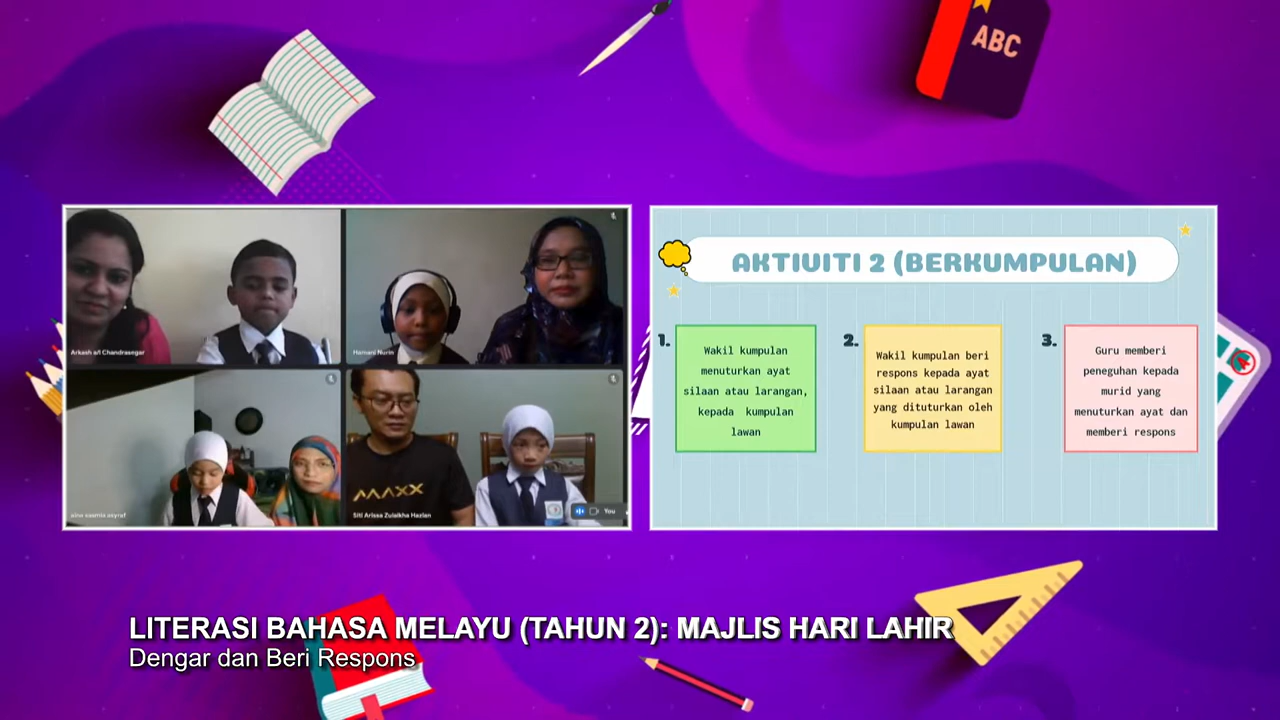 ABC
Arkash a/l Chandrasegar
Hamani Nurin
MAXX
Siti Arissa Zulaikha Hazlan
You
AKTIVITI 2 (BERKUMPULAN)
1.
Wakil kumpulan
menuturkan ayat
silaan atau larangan,
kepada kumpulan
lawan
2.
Wakil kumpulan beri
respons kepada ayat
silaan atau larangan
yang dituturkan oleh
kumpulan lawan
3.
Guru memberi
peneguhan kepada
murid yang
menuturkan ayat dan
memberi respons
LITERASI BAHASA MELAYU (TAHUN 2): MAJLIS HARI LAHIR
Dengar dan Beri Respons